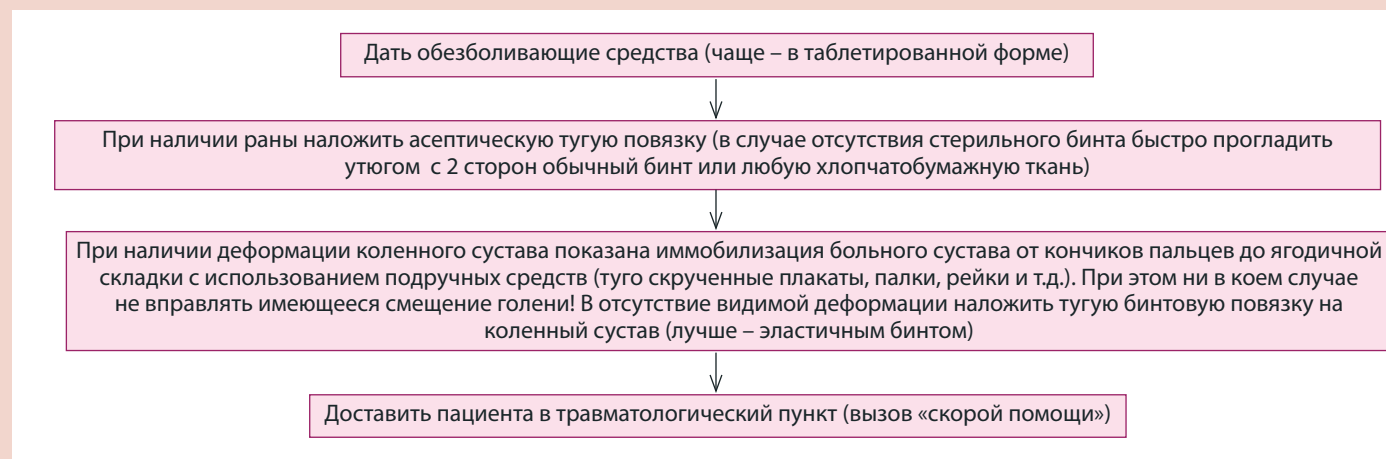 Дать обезболивающие средства (чаще – в таблетированной форме)
При наличии раны наложить асептическую тугую повязку (в случае отсутствия стерильного бинта быстро прогладить
утюгом с 2 сторон обычный бинт или любую хлопчатобумажную ткань)
При наличии деформации коленного сустава показана иммобилизация больного сустава от кончиков пальцев до ягодичной
складки с использованием подручных средств (туго скрученные плакаты, палки, рейки и т.д.). При этом ни в коем случае
не вправлять имеющееся смещение голени! В отсутствие видимой деформации наложить тугую бинтовую повязку на
коленный сустав (лучше – эластичным бинтом)
Доставить пациента в травматологический пункт (вызов «скорой помощи»)